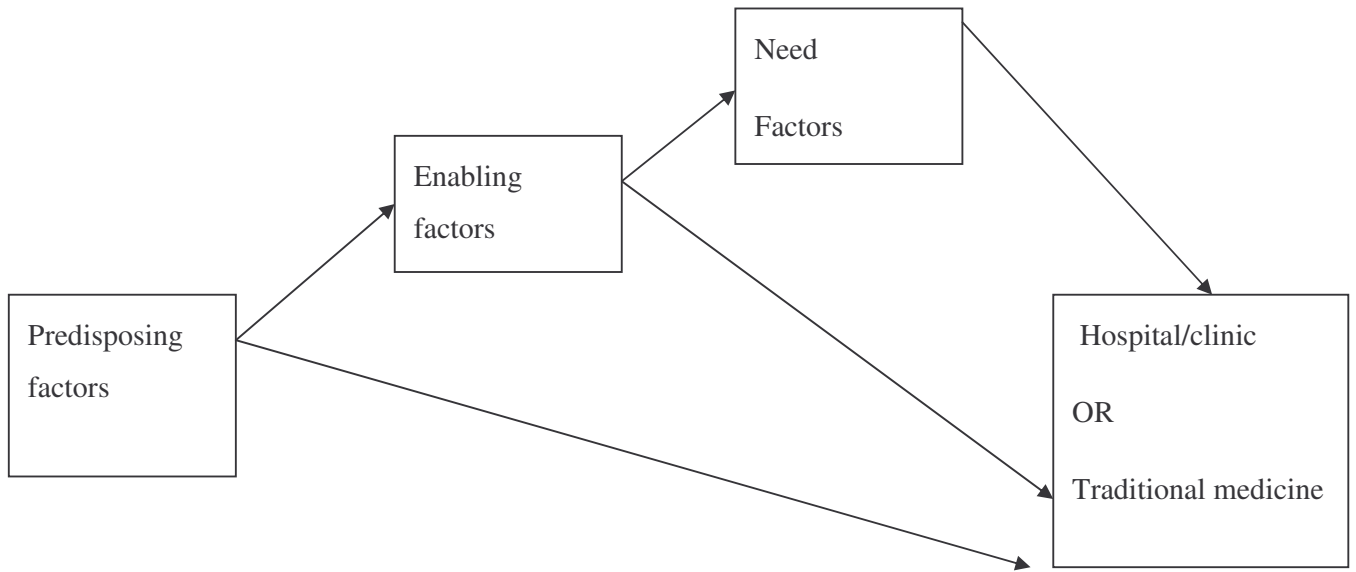 Need
Factors
Enabling
factors
Predisposing
factors
Hospital/clinic
OR
Traditional medicine